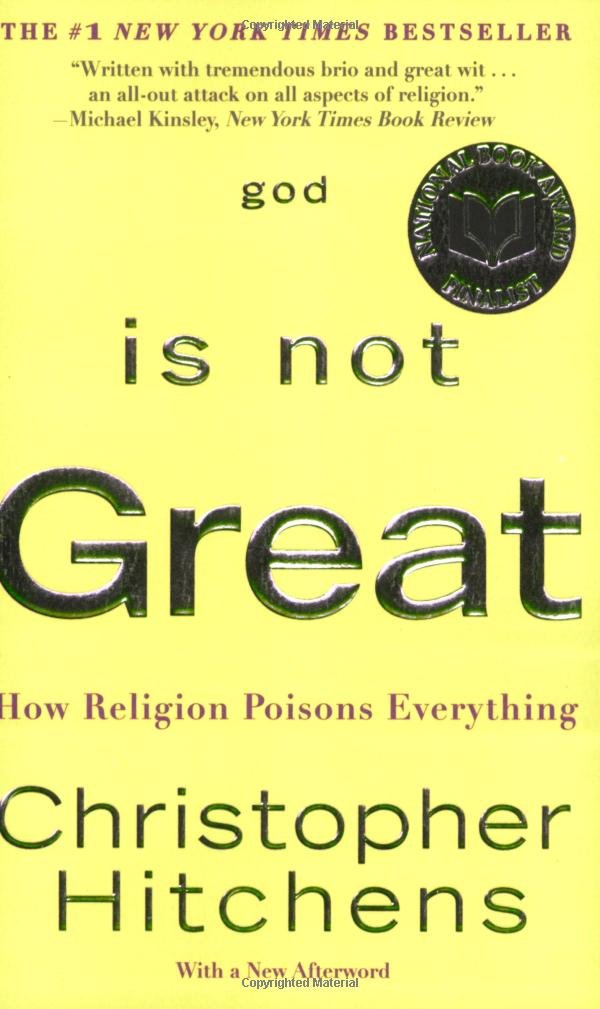 Copyrighted Material
THE #1 NEW YORK TIMES BESTSELLER
“Written with tremendous brio and great wit . . .
an all-out attack on all aspects of religion.”
—Michael Kinsley, New York Times Book Review
god
NATIONAL BOOK AWARD
FINALIST
is not
Great
How Religion Poisons Everything
Christopher
Hitchens
With a New Afterword
Copyrighted Material